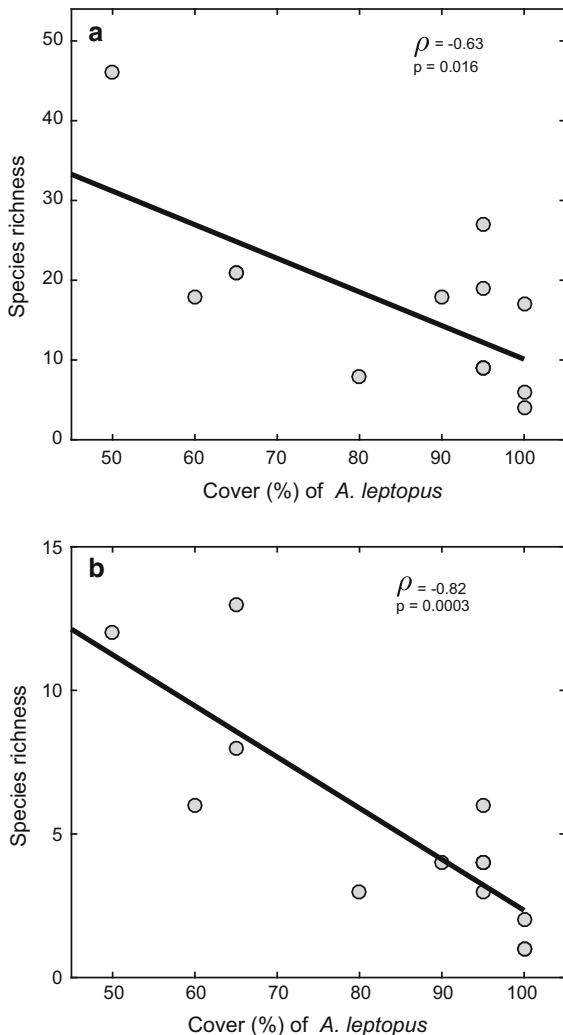 a
ρ = -0.63
p = 0.016
50
40
30
20
10
0
Species richness
50 60 70 80 90 100
Cover (%) of A. leptopus
b
ρ = -0.82
p = 0.0003
15
10
5
0
Species richness
50 60 70 80 90 100
Cover (%) of A. leptopus